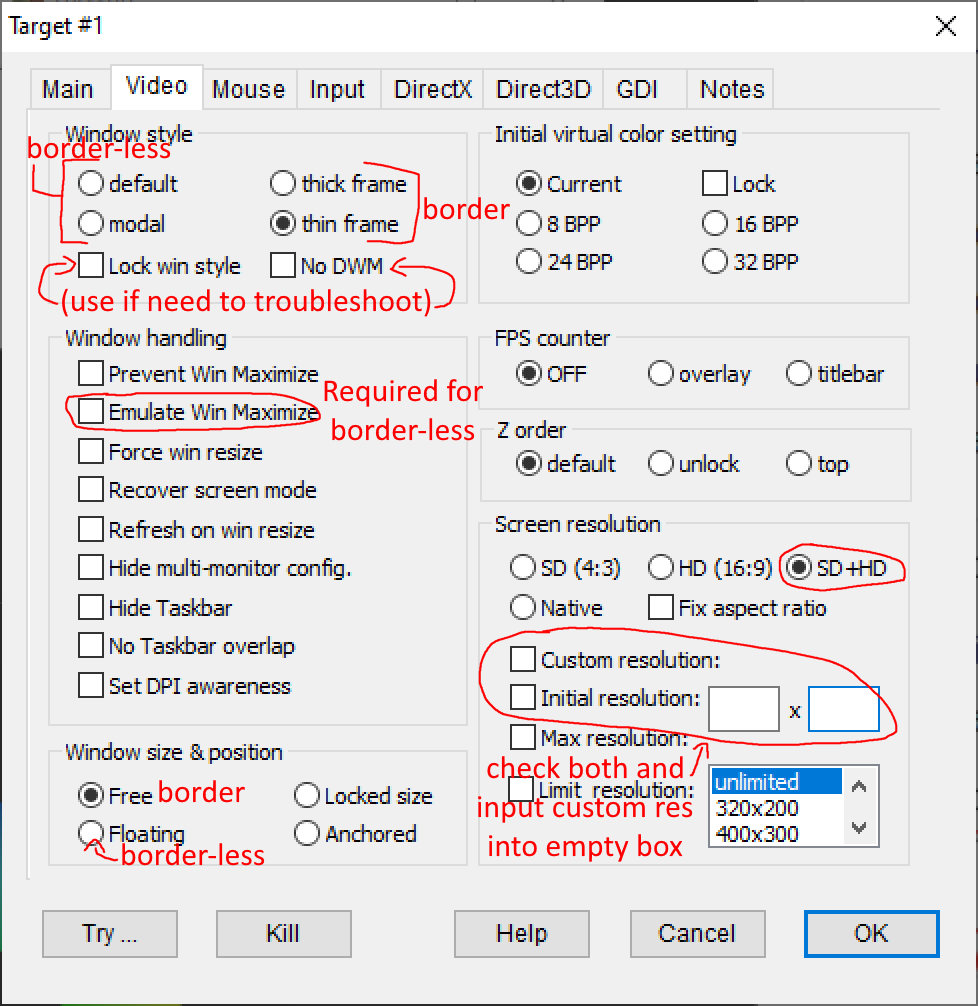 Target #1
Main Video Mouse Input DirectX Direct3D GDI Notes
Window style
border-less
default thick frame
modal thin frame
border
Lock win style No DWM
(use if need to troubleshoot)
Initial virtual color setting
Current Lock
8 BPP 16 BPP
24 BPP 32 BPP
Window handling
Prevent Win Maximize
Emulate Win Maximize
Required for
border-less
Force win resize
Recover screen mode
Refresh on win resize
Hide multi-monitor config.
Hide Taskbar
No Taskbar overlap
Set DPI awareness
FPS counter
OFF overlay titlebar
Z order
default unlock top
Screen resolution
SD (4:3) HD (16:9) SD+HD
Native Fix aspect ratio
Custom resolution:
Initial resolution: x
Max resolution:
check both and
Limit resolution:
input custom res
into empty box
unlimited
320x200
400x300
Window size & position
Free border Locked size
Floating Anchored
border-less
Try ... Kill Help Cancel OK